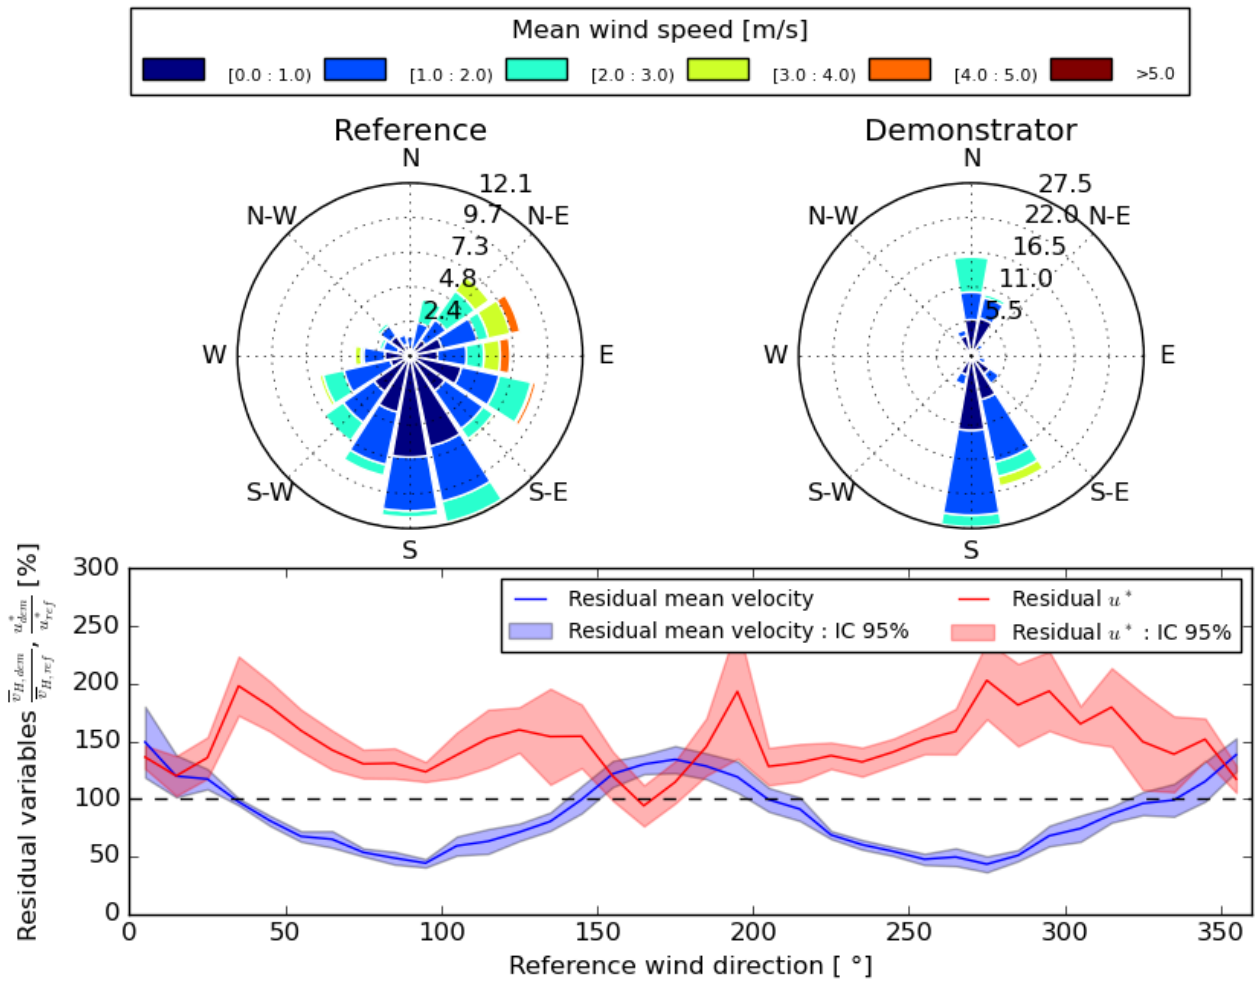 Mean wind speed [m/s]
[0.0 : 1.0) [1.0 : 2.0) [2.0 : 3.0) [3.0 : 4.0) [4.0 : 5.0) >5.0
Reference
N
N-E
E
S-E
S
S-W
W
N-W
12.1
9.7
7.3
4.8
2.4
Demonstrator
N
N-E
E
S-E
S
S-W
W
N-W
27.5
22.0
16.5
11.0
5.5
Residual variables v̅_{H,dem}/v̅_{H,ref}, u*_{dem}/u*_{ref} [%]
300
250
200
150
100
50
0
Residual mean velocity
Residual mean velocity : IC 95%
Residual u*
Residual u* : IC 95%
0 50 100 150 200 250 300 350
Reference wind direction [ °]